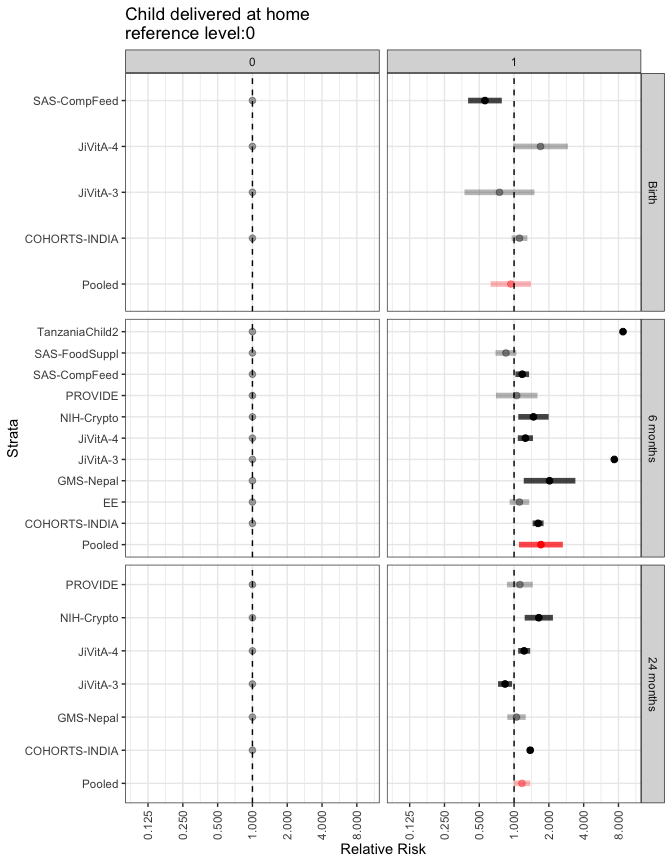 Child delivered at home
reference level:0
0
1
SAS-CompFeed
JiVitA-4
JiVitA-3
COHORTS-INDIA
Pooled
Birth
TanzaniaChild2
SAS-FoodSuppl
SAS-CompFeed
PROVIDE
NIH-Crypto
JiVitA-4
JiVitA-3
GMS-Nepal
EE
COHORTS-INDIA
Pooled
6 months
PROVIDE
NIH-Crypto
JiVitA-4
JiVitA-3
GMS-Nepal
COHORTS-INDIA
Pooled
24 months
Strata
0.125
0.250
0.500
1.000
2.000
4.000
8.000
0.125
0.250
0.500
1.000
2.000
4.000
8.000
Relative Risk